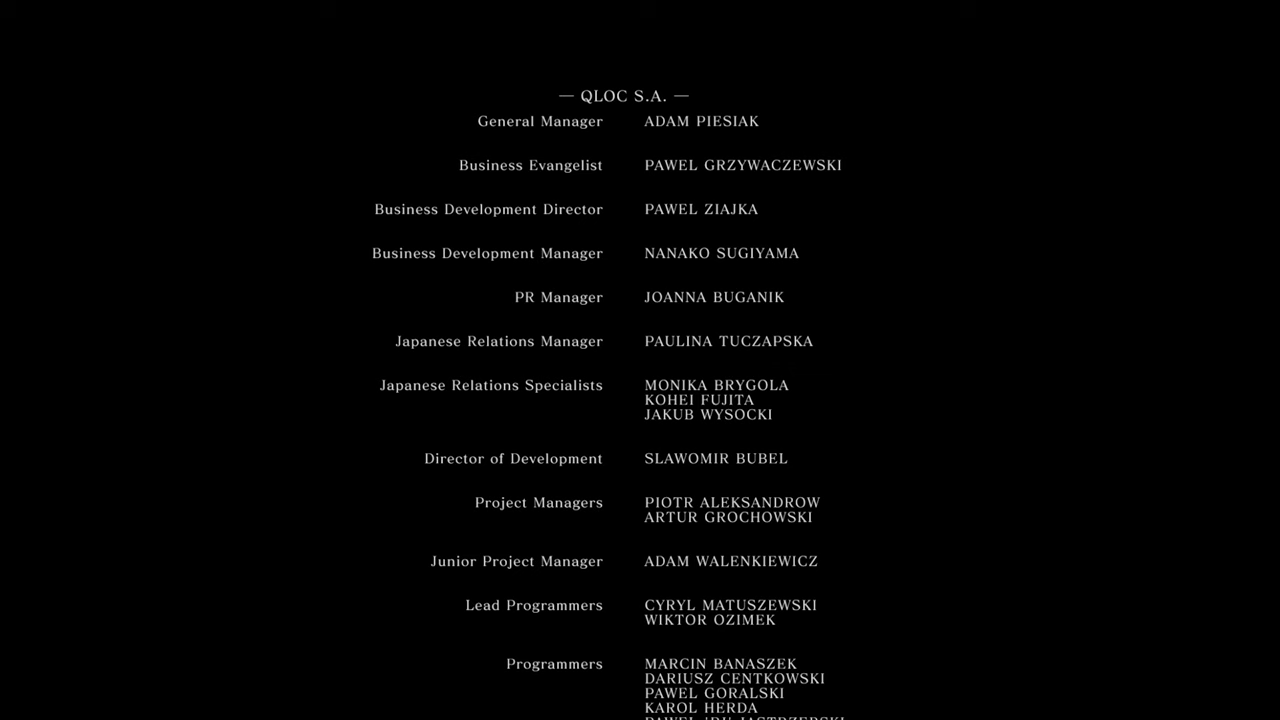 — QLOC S.A. —
General Manager ADAM PIESIAK
Business Evangelist PAWEL GRZYWACZEWSKI
Business Development Director PAWEL ZIAJKA
Business Development Manager NANAKO SUGIYAMA
PR Manager JOANNA BUGANIK
Japanese Relations Manager PAULINA TUCZAPSKA
Japanese Relations Specialists MONIKA BRYGOLA
KOHEI FUJITA
JAKUB WYSOCKI
Director of Development SLAWOMIR BUBEL
Project Managers PIOTR ALEKSANDROW
ARTUR GROCHOWSKI
Junior Project Manager ADAM WALENKIEWICZ
Lead Programmers CYRYL MATUSZEWSKI
WIKTOR OZIMEK
Programmers MARCIN BANASZEK
DARIUSZ CENTKOWSKI
PAWEL GORALSKI
KAROL HERDA